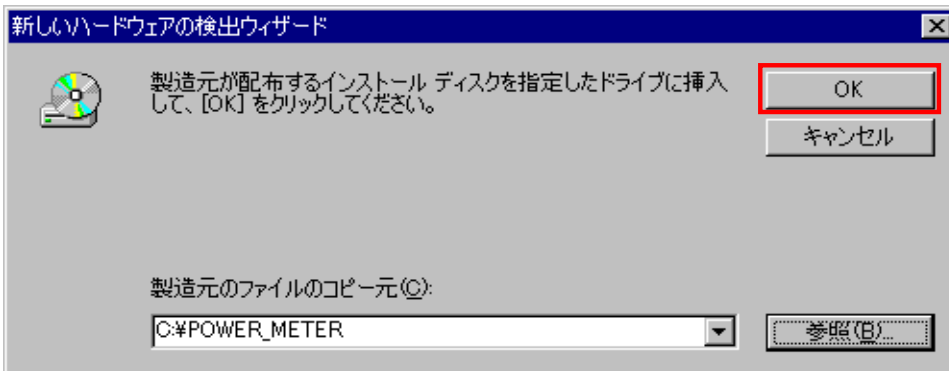 新しいハードウェアの検出ウィザード
製造元が配布するインストール ディスクを指定したドライブに挿入
して、[OK] をクリックしてください。
OK
キャンセル
製造元のファイルのコピー元(C):
C:¥POWER_METER
参照(B)...